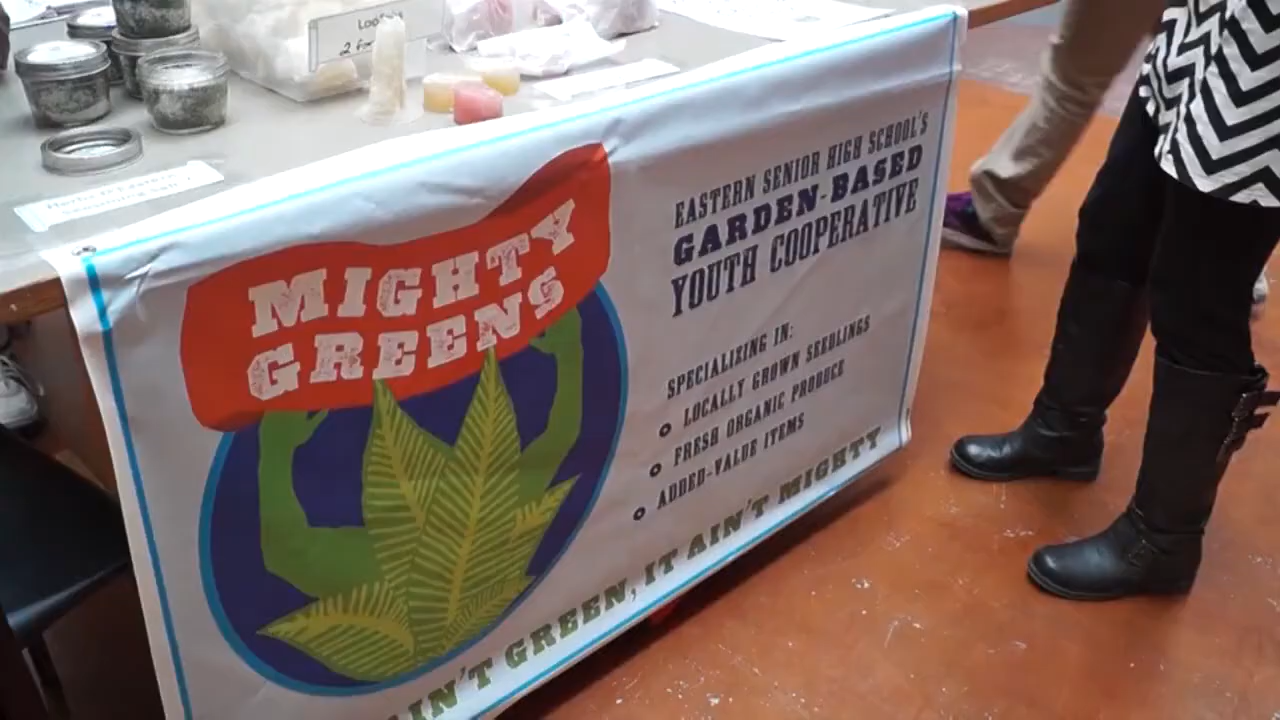 Loofah
MIGHTY
GREENS
EASTERN SENIOR HIGH SCHOOL'S
GARDEN-BASED
YOUTH COOPERATIVE
SPECIALIZING IN:
LOCALLY GROWN SEEDLINGS
FRESH ORGANIC PRODUCE
ADDED-VALUE ITEMS
AIN'T GREEN, IT AIN'T MIGHTY